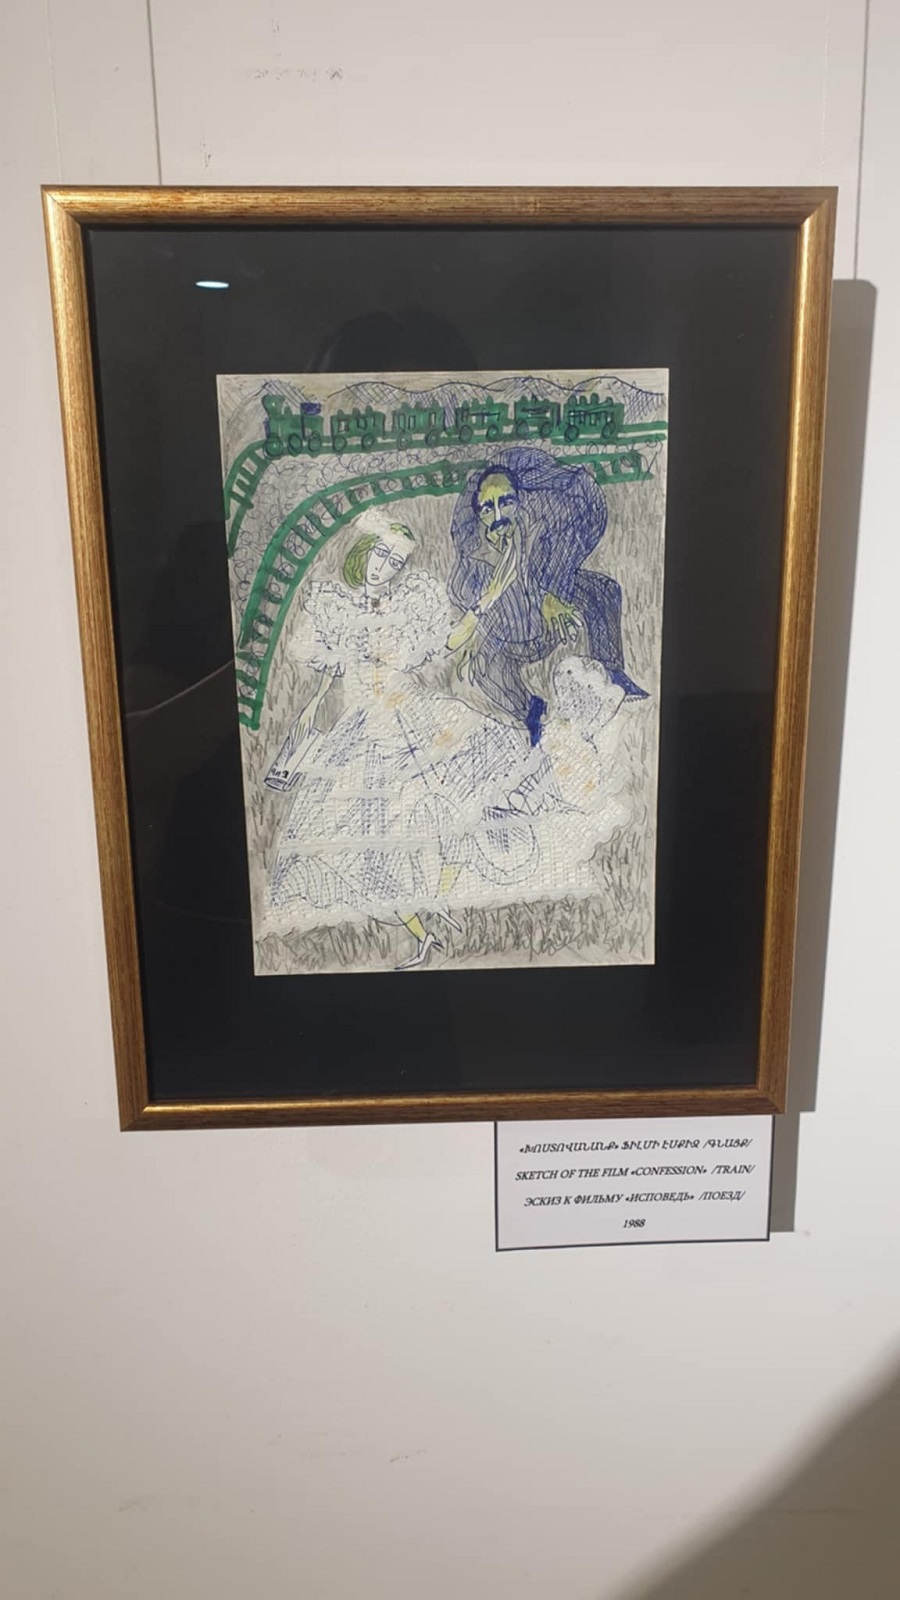 «ԽՈՍՏՈՎԱՆԱՆՔ» ՖԻԼՄԻ ԷՍՔԻԶ /ԳՆԱՑՔ/
SKETCH OF THE FILM «CONFESSION» /TRAIN/
ЭСКИЗ К ФИЛЬМУ «ИСПОВЕДЬ» /ПОЕЗД/
1988